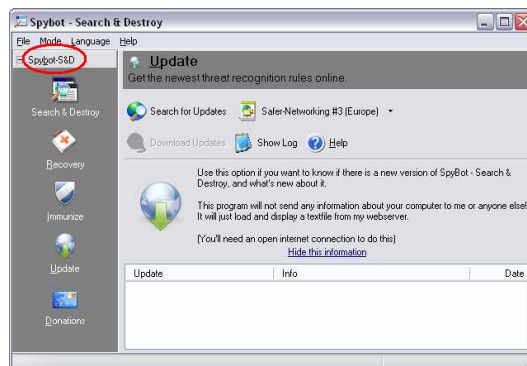 Spybot - Search & Destroy
File Mode Language Help
Spybot-S&D
Search & Destroy
Recovery
Immunize
Update
Donations
Update
Get the newest threat recognition rules online.
Search for Updates Safer-Networking #3 (Europe)
Download Updates Show Log Help
Use this option if you want to know if there is a new version of SpyBot - Search &
Destroy, and what's new about it.
This program will not send any information about your computer to me or anyone else!
It will just load and display a textfile from my webserver.
(You'll need an open internet connection to do this)
Hide this information
Update Info Date